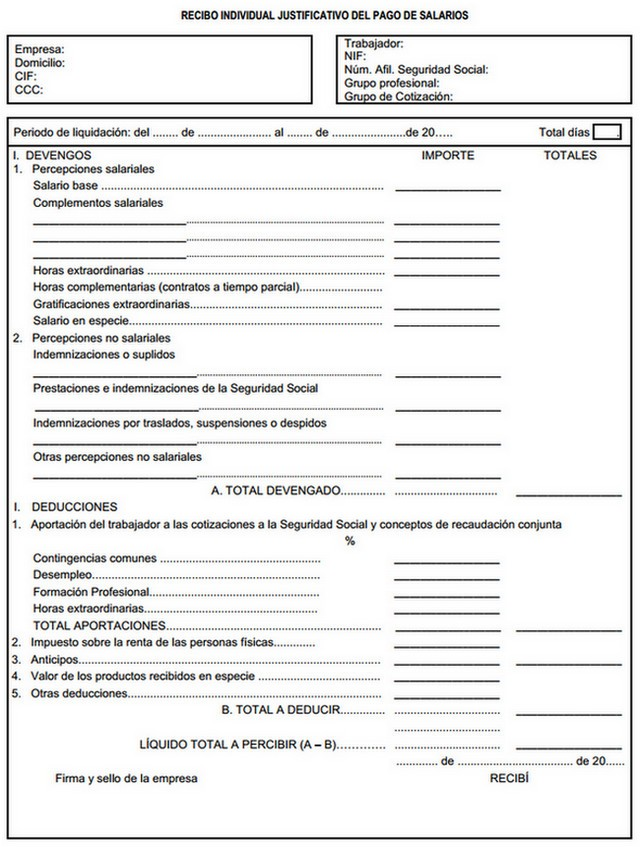 RECIBO INDIVIDUAL JUSTIFICATIVO DEL PAGO DE SALARIOS
Empresa:
Domicilio:
CIF:
CCC:
Trabajador:
NIF:
Núm. Afil. Seguridad Social:
Grupo profesional:
Grupo de Cotización:
Periodo de liquidación: del ........ de ........................ al ....... de ........................de 20….. Total días
I. DEVENGOS IMPORTE TOTALES
1. Percepciones salariales
Salario base ....................
Complementos salariales
Horas extraordinarias ....................
Horas complementarias (contratos a tiempo parcial)....................
Gratificaciones extraordinarias....................
Salario en especie....................
2. Percepciones no salariales
Indemnizaciones o suplidos
Prestaciones e indemnizaciones de la Seguridad Social
Indemnizaciones por traslados, suspensiones o despidos
Otras percepciones no salariales
A. TOTAL DEVENGADO.............
I. DEDUCCIONES
1. Aportación del trabajador a las cotizaciones a la Seguridad Social y conceptos de recaudación conjunta
%
Contingencias comunes ....................
Desempleo....................
Formación Profesional....................
Horas extraordinarias....................
TOTAL APORTACIONES....................
2. Impuesto sobre la renta de las personas físicas.............
3. Anticipos....................
4. Valor de los productos recibidos en especie ....................
5. Otras deducciones....................
B. TOTAL A DEDUCIR.............
LÍQUIDO TOTAL A PERCIBIR (A – B)…………..
............. de .................................... de 20......
Firma y sello de la empresa RECIBÍ